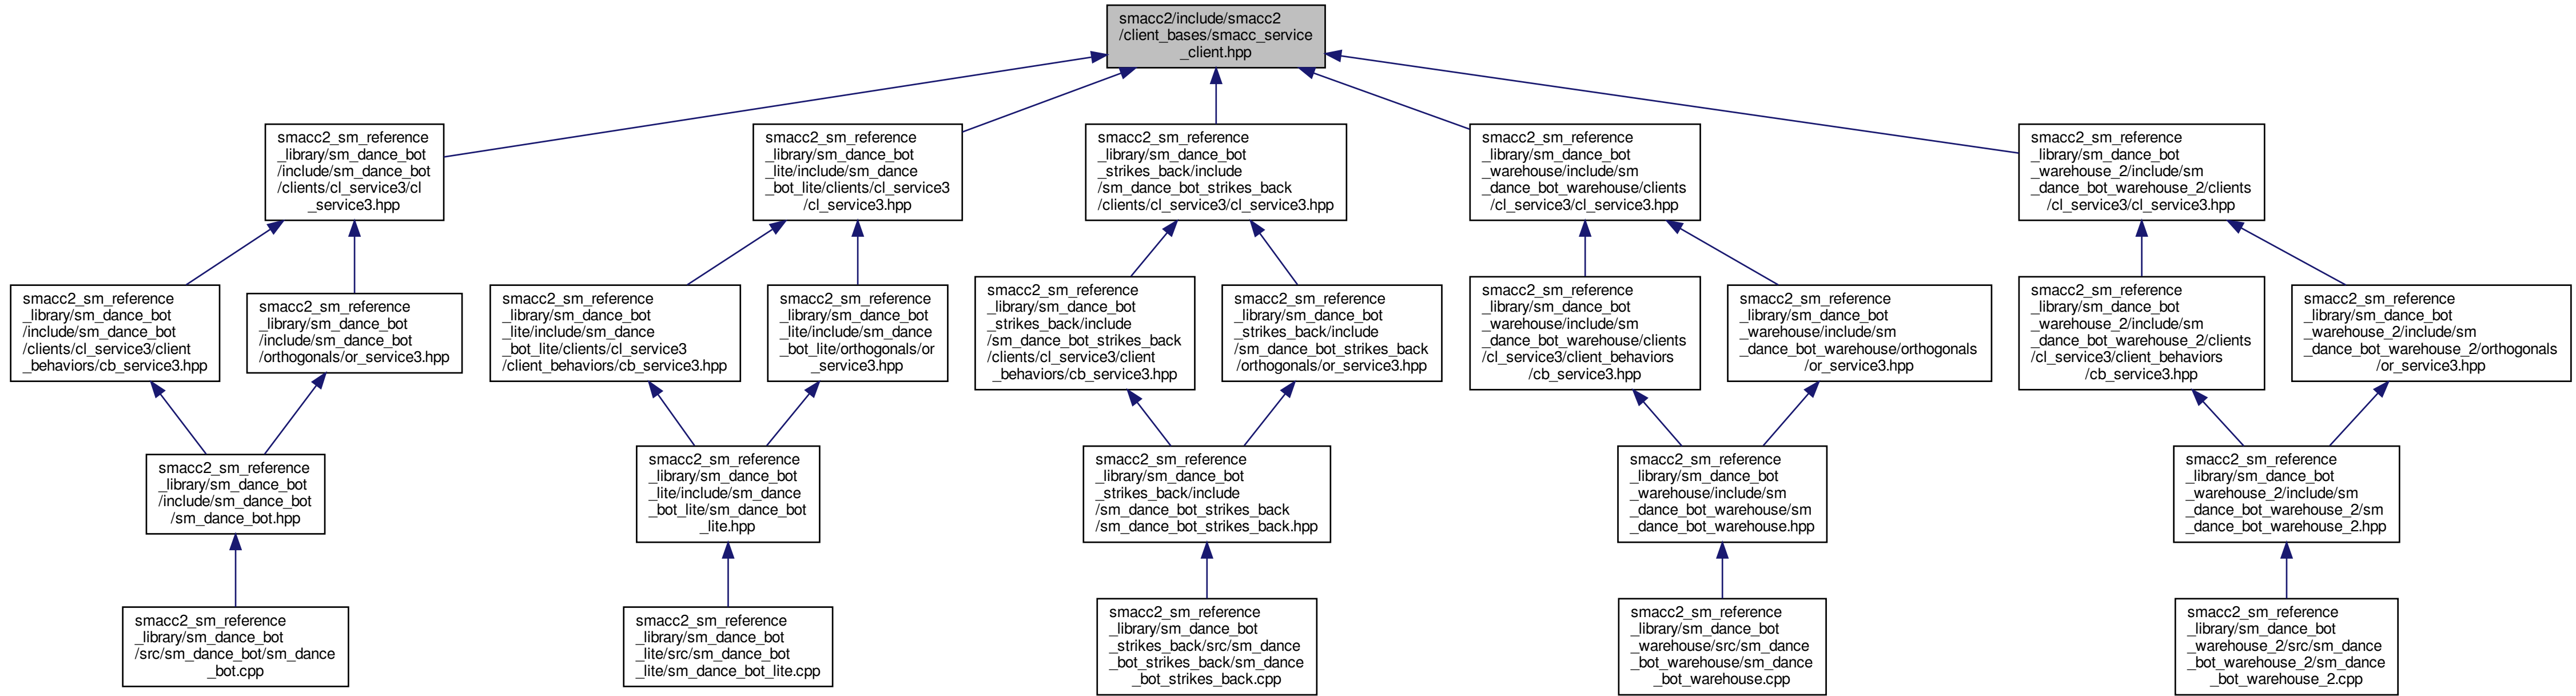 smacc2/include/smacc2
/client_bases/smacc_service
_client.hpp
smacc2_sm_reference
_library/sm_dance_bot
/include/sm_dance_bot
/clients/cl_service3/cl
_service3.hpp
smacc2_sm_reference
_library/sm_dance_bot
_lite/include/sm_dance
_bot_lite/clients/cl_service3
/cl_service3.hpp
smacc2_sm_reference
_library/sm_dance_bot
_strikes_back/include
/sm_dance_bot_strikes_back
/clients/cl_service3/cl_service3.hpp
smacc2_sm_reference
_library/sm_dance_bot
_warehouse/include/sm
_dance_bot_warehouse/clients
/cl_service3/cl_service3.hpp
smacc2_sm_reference
_library/sm_dance_bot
_warehouse_2/include/sm
_dance_bot_warehouse_2/clients
/cl_service3/cl_service3.hpp
smacc2_sm_reference
_library/sm_dance_bot
/include/sm_dance_bot
/clients/cl_service3/client
_behaviors/cb_service3.hpp
smacc2_sm_reference
_library/sm_dance_bot
/include/sm_dance_bot
/orthogonals/or_service3.hpp
smacc2_sm_reference
_library/sm_dance_bot
_lite/include/sm_dance
_bot_lite/clients/cl_service3
/client_behaviors/cb_service3.hpp
smacc2_sm_reference
_library/sm_dance_bot
_lite/include/sm_dance
_bot_lite/orthogonals/or
_service3.hpp
smacc2_sm_reference
_library/sm_dance_bot
_strikes_back/include
/sm_dance_bot_strikes_back
/clients/cl_service3/client
_behaviors/cb_service3.hpp
smacc2_sm_reference
_library/sm_dance_bot
_strikes_back/include
/sm_dance_bot_strikes_back
/orthogonals/or_service3.hpp
smacc2_sm_reference
_library/sm_dance_bot
_warehouse/include/sm
_dance_bot_warehouse/clients
/cl_service3/client_behaviors
/cb_service3.hpp
smacc2_sm_reference
_library/sm_dance_bot
_warehouse/include/sm
_dance_bot_warehouse/orthogonals
/or_service3.hpp
smacc2_sm_reference
_library/sm_dance_bot
_warehouse_2/include/sm
_dance_bot_warehouse_2/clients
/cl_service3/client_behaviors
/cb_service3.hpp
smacc2_sm_reference
_library/sm_dance_bot
_warehouse_2/include/sm
_dance_bot_warehouse_2/orthogonals
/or_service3.hpp
smacc2_sm_reference
_library/sm_dance_bot
/include/sm_dance_bot
/sm_dance_bot.hpp
smacc2_sm_reference
_library/sm_dance_bot
_lite/include/sm_dance
_bot_lite/sm_dance_bot
_lite.hpp
smacc2_sm_reference
_library/sm_dance_bot
_strikes_back/include
/sm_dance_bot_strikes_back
/sm_dance_bot_strikes_back.hpp
smacc2_sm_reference
_library/sm_dance_bot
_warehouse/include/sm
_dance_bot_warehouse/sm
_dance_bot_warehouse.hpp
smacc2_sm_reference
_library/sm_dance_bot
_warehouse_2/include/sm
_dance_bot_warehouse_2/sm
_dance_bot_warehouse_2.hpp
smacc2_sm_reference
_library/sm_dance_bot
/src/sm_dance_bot/sm_dance
_bot.cpp
smacc2_sm_reference
_library/sm_dance_bot
_lite/src/sm_dance_bot
_lite/sm_dance_bot_lite.cpp
smacc2_sm_reference
_library/sm_dance_bot
_strikes_back/src/sm_dance
_bot_strikes_back/sm_dance
_bot_strikes_back.cpp
smacc2_sm_reference
_library/sm_dance_bot
_warehouse/src/sm_dance
_bot_warehouse/sm_dance
_bot_warehouse.cpp
smacc2_sm_reference
_library/sm_dance_bot
_warehouse_2/src/sm_dance
_bot_warehouse_2/sm_dance
_bot_warehouse_2.cpp